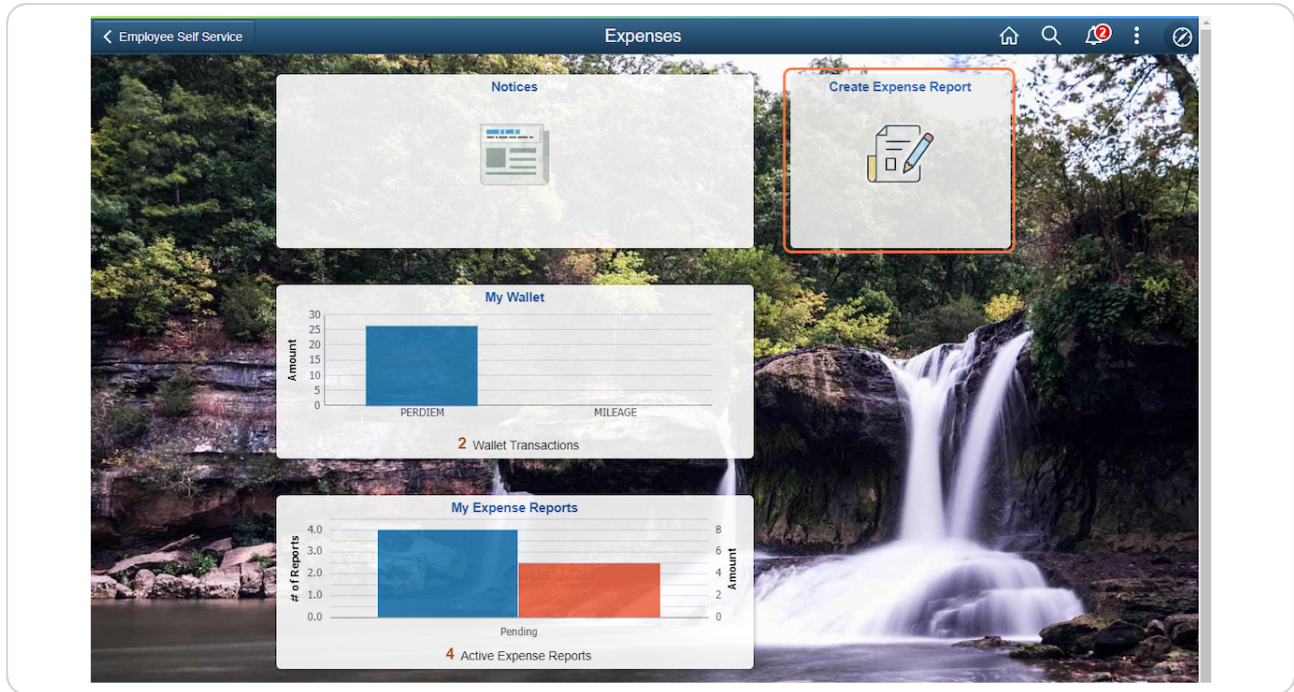 Employee Self Service
Expenses
2
Notices
Create Expense Report
My Wallet
30
25
20
15
10
5
0
Amount
PERDIEM
MILEAGE
2 Wallet Transactions
My Expense Reports
4.0
3.0
2.0
1.0
0.0
# of Reports
8
6
4
2
0
Amount
Pending
4 Active Expense Reports